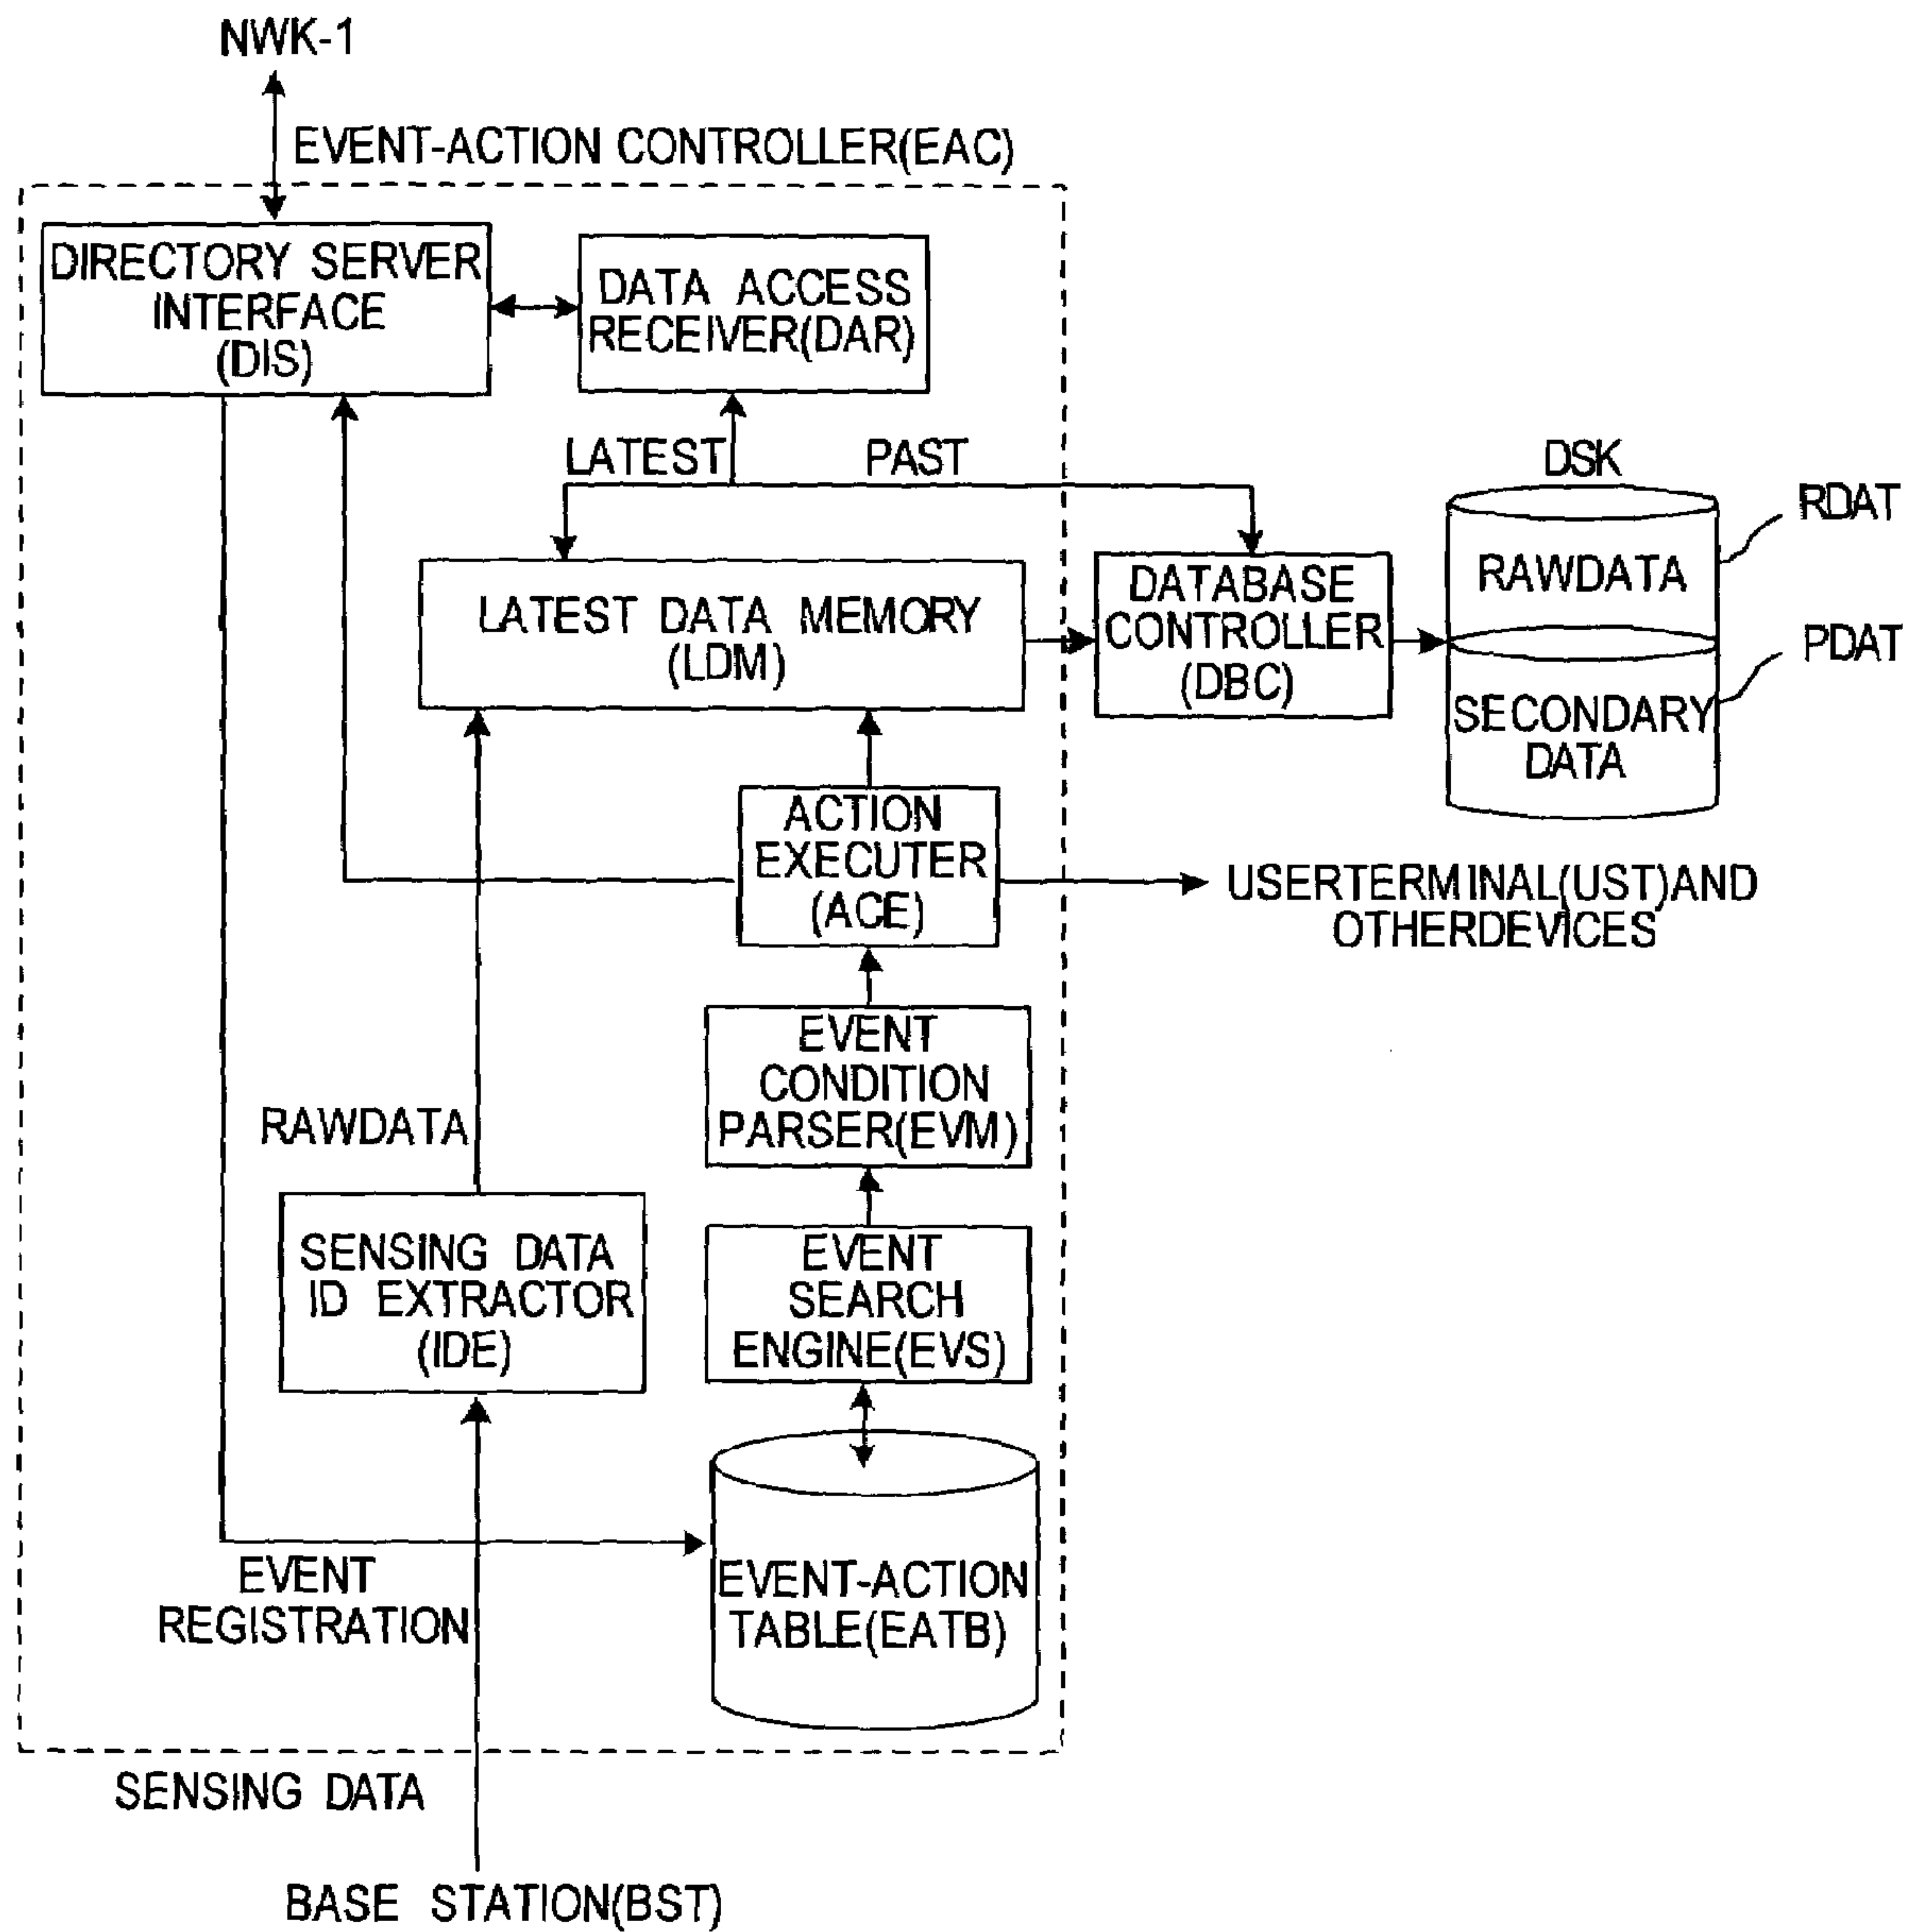 NWK-1
EVENT-ACTION CONTROLLER(EAC)
DIRECTORY SERVER
INTERFACE
(DIS)
DATA ACCESS
RECEIVER(DAR)
LATEST
PAST
DSK
RDAT
RAWDATA
LATEST DATA MEMORY
(LDM)
DATABASE
CONTROLLER
(DBC)
PDAT
SECONDARY
DATA
ACTION
EXECUTER
(ACE)
USERTERMINAL(UST)AND
OTHERDEVICES
EVENT
CONDITION
PARSER(EVM)
RAWDATA
SENSING DATA
ID EXTRACTOR
(IDE)
EVENT
SEARCH
ENGINE(EVS)
EVENT
REGISTRATION
EVENT-ACTION
TABLE(EATB)
SENSING DATA
BASE STATION(BST)